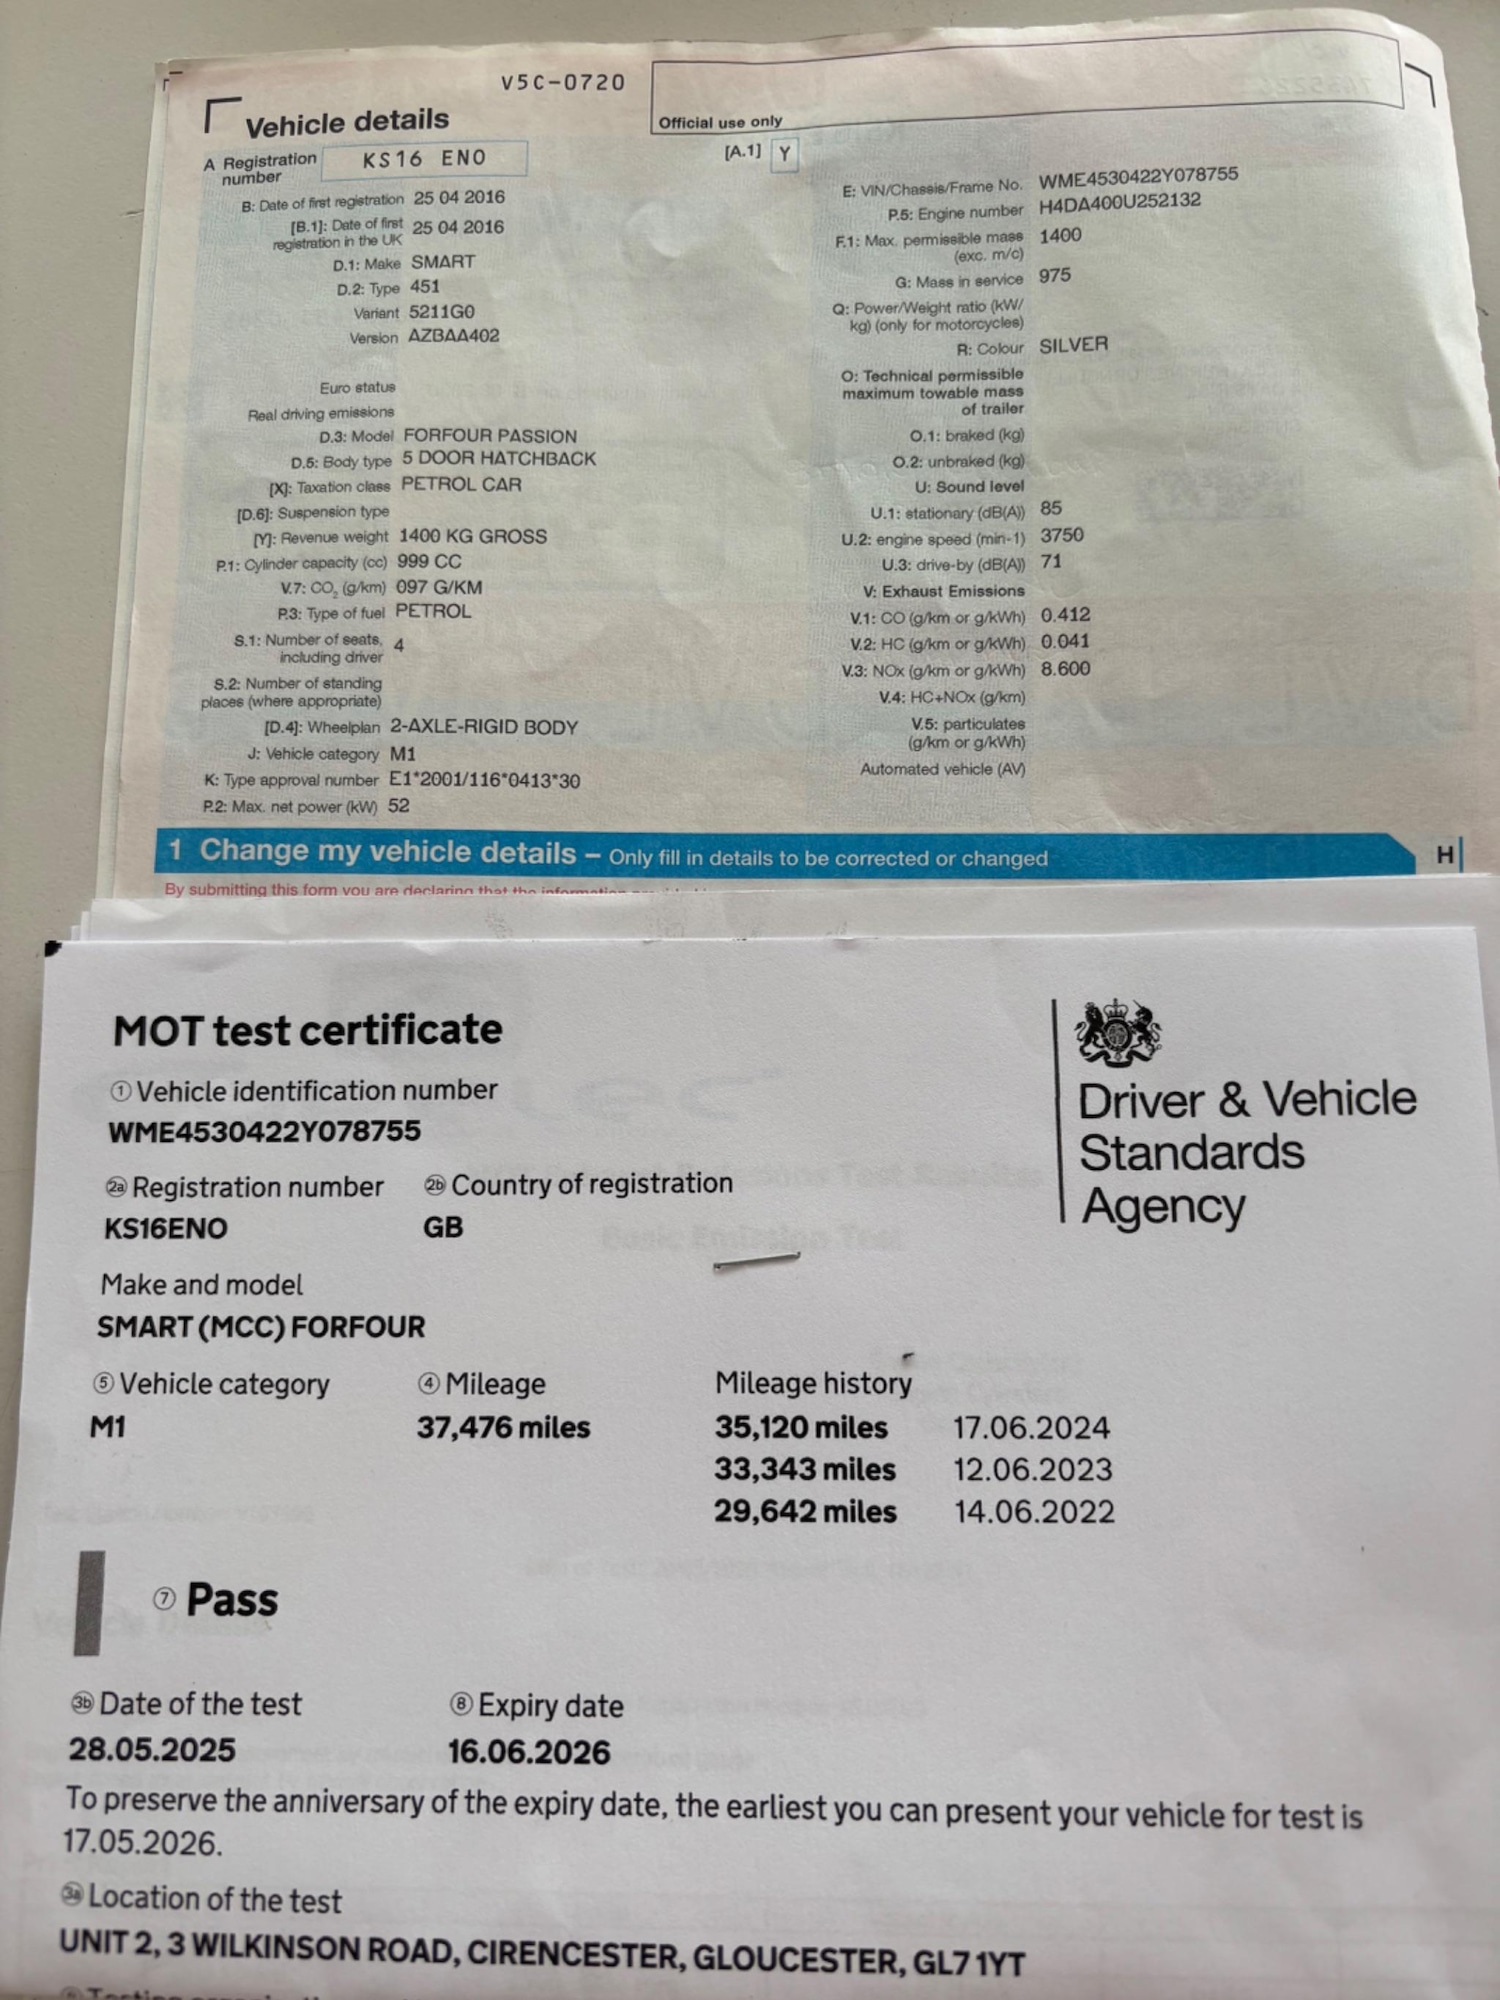 V5C-0720
Vehicle details
Official use only
A Registration number KS16 ENO
[A.1] Y
B: Date of first registration 25 04 2016
[B.1]: Date of first registration in the UK 25 04 2016
D.1: Make SMART
D.2: Type 451
Variant 5211G0
Version AZBAA402
Euro status
Real driving emissions
D.3: Model FORFOUR PASSION
D.5: Body type 5 DOOR HATCHBACK
[X]: Taxation class PETROL CAR
[D.6]: Suspension type
[Y]: Revenue weight 1400 KG GROSS
P.1: Cylinder capacity (cc) 999 CC
V.7: CO₂ (g/km) 097 G/KM
P.3: Type of fuel PETROL
S.1: Number of seats, including driver 4
S.2: Number of standing places (where appropriate)
[D.4]: Wheelplan 2-AXLE-RIGID BODY
J: Vehicle category M1
K: Type approval number E1*2001/116*0413*30
P.2: Max. net power (kW) 52
E: VIN/Chassis/Frame No. WME4530422Y078755
P.5: Engine number H4DA400U252132
F.1: Max. permissible mass (exc. m/c) 1400
G: Mass in service 975
Q: Power/Weight ratio (kW/kg) (only for motorcycles)
R: Colour SILVER
O: Technical permissible maximum towable mass of trailer
O.1: braked (kg)
O.2: unbraked (kg)
U: Sound level
U.1: stationary (dB(A)) 85
U.2: engine speed (min-1) 3750
U.3: drive-by (dB(A)) 71
V: Exhaust Emissions
V.1: CO (g/km or g/kWh) 0.412
V.2: HC (g/km or g/kWh) 0.041
V.3: NOx (g/km or g/kWh) 8.600
V.4: HC+NOx (g/km)
V.5: particulates (g/km or g/kWh)
Automated vehicle (AV)
1 Change my vehicle details – Only fill in details to be corrected or changed
H
By submitting this form you are declaring that the information
MOT test certificate
Driver & Vehicle
Standards
Agency
① Vehicle identification number
WME4530422Y078755
2a Registration number 2b Country of registration
KS16ENO GB
Make and model
SMART (MCC) FORFOUR
⑤ Vehicle category ④ Mileage Mileage history
M1 37,476 miles 35,120 miles 17.06.2024
33,343 miles 12.06.2023
29,642 miles 14.06.2022
⑦ Pass
3b Date of the test ⑧ Expiry date
28.05.2025 16.06.2026
To preserve the anniversary of the expiry date, the earliest you can present your vehicle for test is
17.05.2026.
3a Location of the test
UNIT 2, 3 WILKINSON ROAD, CIRENCESTER, GLOUCESTER, GL7 1YT